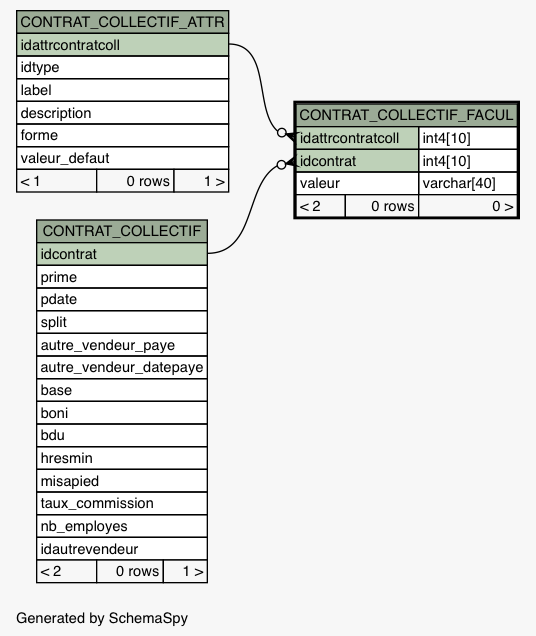 CONTRAT_COLLECTIF_ATTR
idattrcontratcoll
idtype
label
description
forme
valeur_defaut
< 1 0 rows 1 >
CONTRAT_COLLECTIF_FACUL
idattrcontratcoll int4[10]
idcontrat int4[10]
valeur varchar[40]
< 2 0 rows 0 >
CONTRAT_COLLECTIF
idcontrat
prime
pdate
split
autre_vendeur_paye
autre_vendeur_datepaye
base
boni
bdu
hresmin
misapied
taux_commission
nb_employes
idautrevendeur
< 2 0 rows 1 >
Generated by SchemaSpy